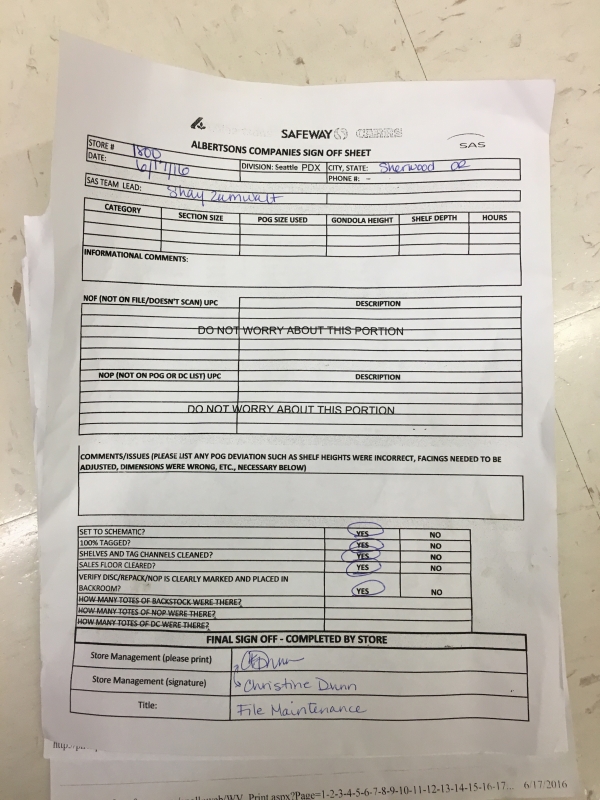 SAFEWAY CARRS
ALBERTSONS COMPANIES SIGN OFF SHEET
SAS
STORE # 1800
DATE: 6/17/16 DIVISION: Seattle PDX CITY, STATE: Sherwood OR
PHONE #: -
SAS TEAM LEAD: Shay Zumwalt
CATEGORY SECTION SIZE POG SIZE USED GONDOLA HEIGHT SHELF DEPTH HOURS
INFORMATIONAL COMMENTS:
NOF (NOT ON FILE/DOESN'T SCAN) UPC DESCRIPTION
DO NOT WORRY ABOUT THIS PORTION
NOP (NOT ON POG OR DC LIST) UPC DESCRIPTION
DO NOT WORRY ABOUT THIS PORTION
COMMENTS/ISSUES (PLEASE LIST ANY POG DEVIATION SUCH AS SHELF HEIGHTS WERE INCORRECT, FACINGS NEEDED TO BE
ADJUSTED, DIMENSIONS WERE WRONG, ETC., NECESSARY BELOW)
SET TO SCHEMATIC? YES NO
100% TAGGED? YES NO
SHELVES AND TAG CHANNELS CLEANED? YES NO
SALES FLOOR CLEARED? YES NO
VERIFY DISC/REPACK/NOP IS CLEARLY MARKED AND PLACED IN
BACKROOM? YES NO
HOW MANY TOTES OF BACKSTOCK WERE THERE?
HOW MANY TOTES OF NOP WERE THERE?
HOW MANY TOTES OF DC WERE THERE?
FINAL SIGN OFF - COMPLETED BY STORE
Store Management (please print) CDunn
Store Management (signature) Christine Dunn
Title: File Maintenance
WV_Print.aspx?Page=1-2-3-4-5-6-7-8-9-10-11-12-13-14-15-16-17... 6/17/2016